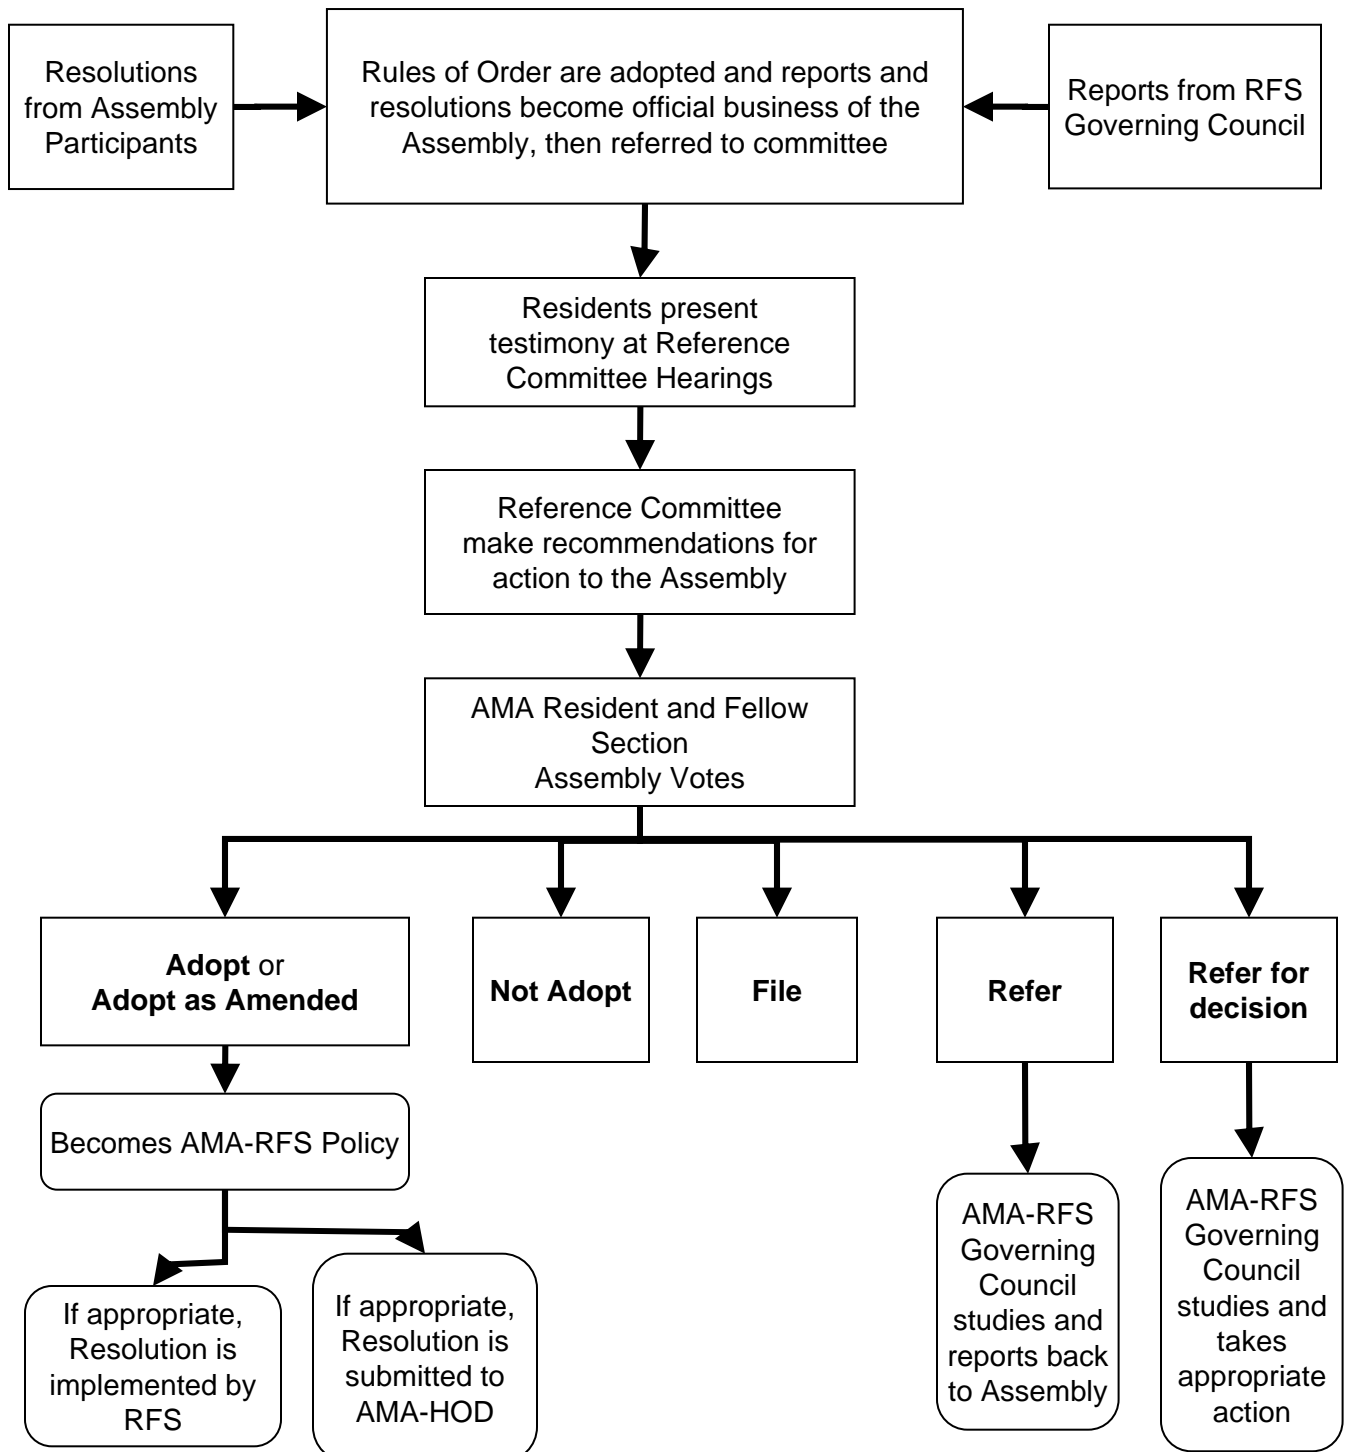 Resolutions
from Assembly
Participants
Rules of Order are adopted and reports and
resolutions become official business of the
Assembly, then referred to committee
Reports from RFS
Governing Council
Residents present
testimony at Reference
Committee Hearings
Reference Committee
make recommendations for
action to the Assembly
AMA Resident and Fellow
Section
Assembly Votes
Adopt or
Adopt as Amended
Not Adopt
File
Refer
Refer for
decision
Becomes AMA-RFS Policy
If appropriate,
Resolution is
implemented by
RFS
If appropriate,
Resolution is
submitted to
AMA-HOD
AMA-RFS
Governing
Council
studies and
reports back
to Assembly
AMA-RFS
Governing
Council
studies and
takes
appropriate
action